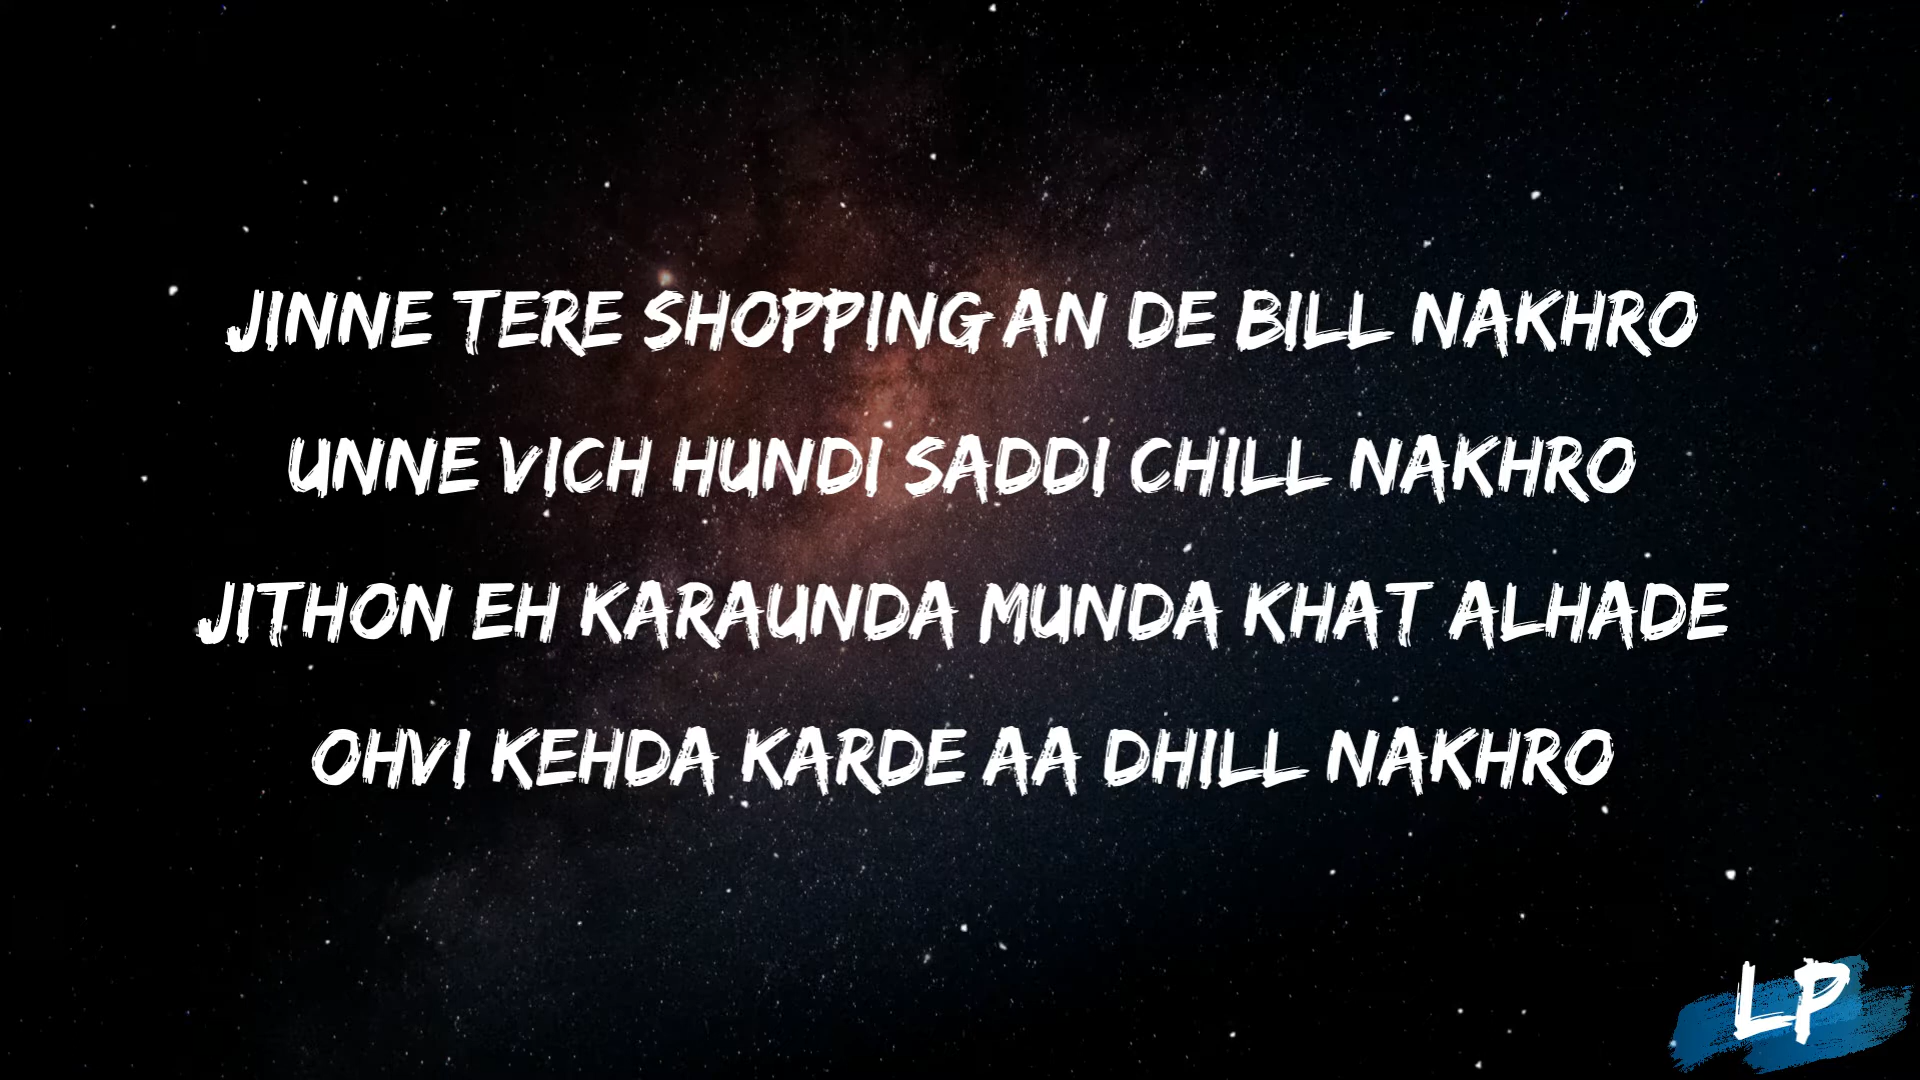 JINNE TERE SHOPPING AN DE BILL NAKHRO
UNNE VICH HUNDI SADDI CHILL NAKHRO
JITHON EH KARAUNDA MUNDA KHAT ALHADE
OHVI KEHDA KARDE AA DHILL NAKHRO
LP